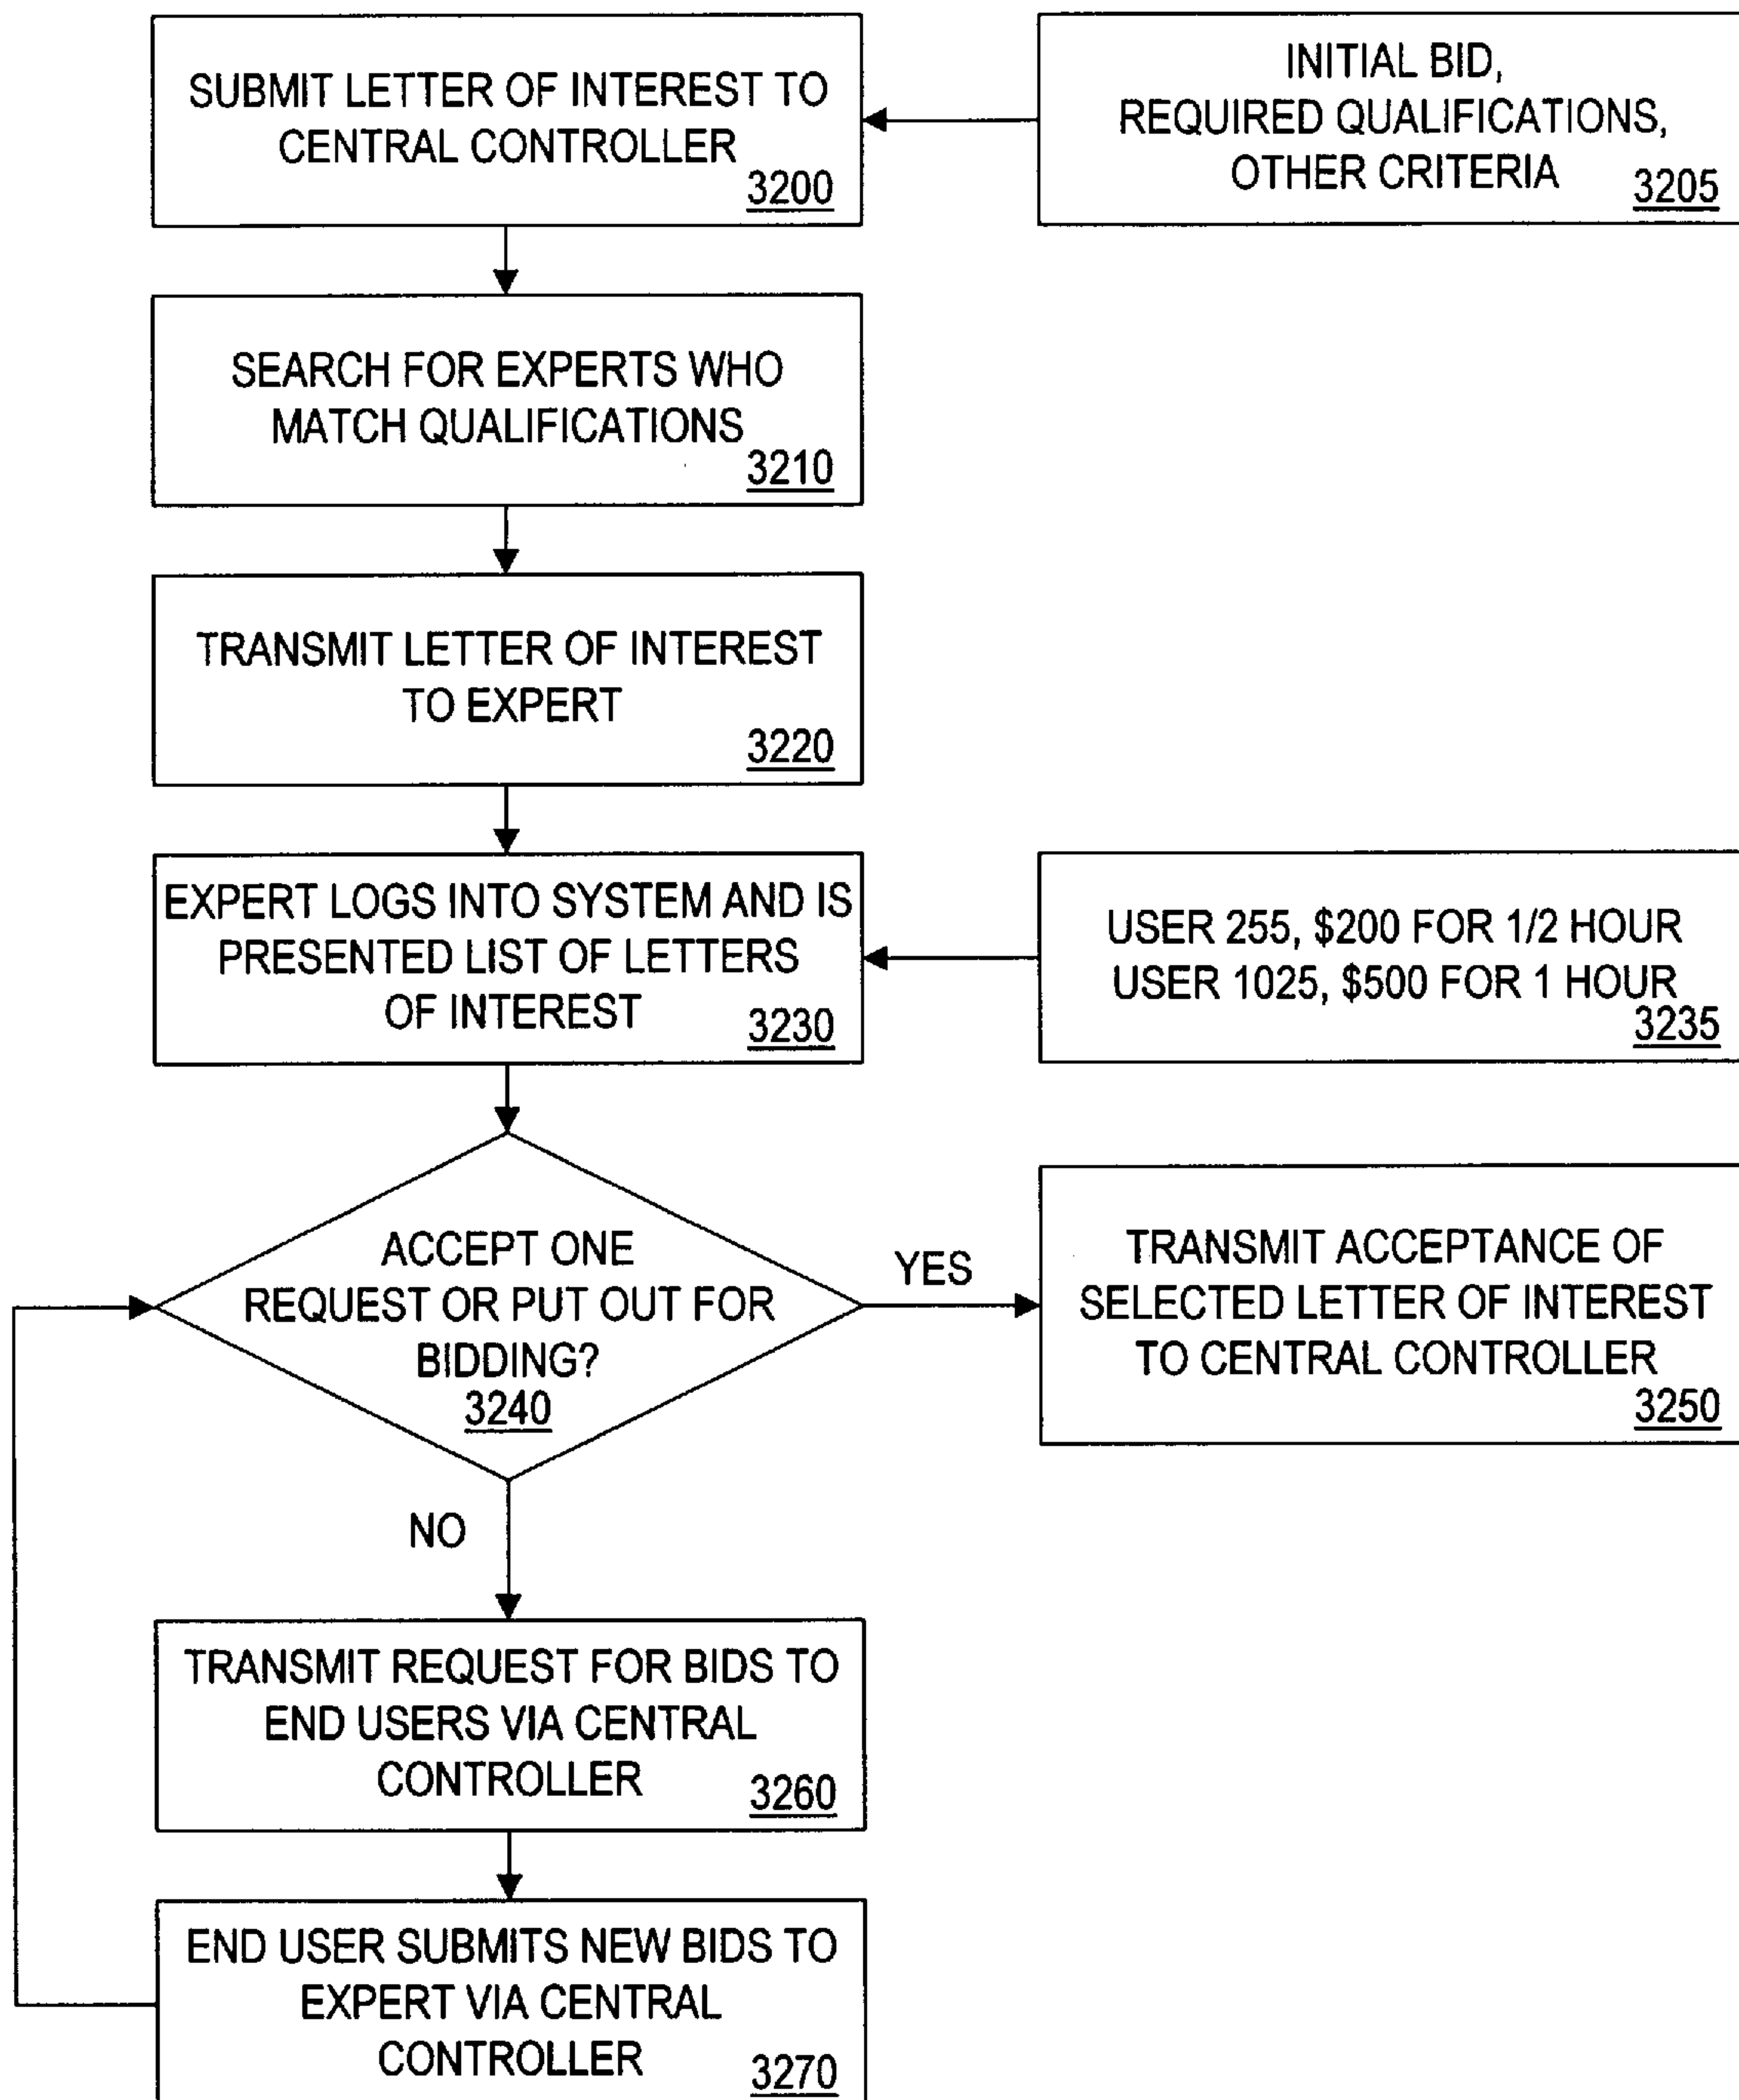 SUBMIT LETTER OF INTEREST TO
CENTRAL CONTROLLER
3200
INITIAL BID,
REQUIRED QUALIFICATIONS,
OTHER CRITERIA
3205
SEARCH FOR EXPERTS WHO
MATCH QUALIFICATIONS
3210
TRANSMIT LETTER OF INTEREST
TO EXPERT
3220
EXPERT LOGS INTO SYSTEM AND IS
PRESENTED LIST OF LETTERS
OF INTEREST
3230
USER 255, $200 FOR 1/2 HOUR
USER 1025, $500 FOR 1 HOUR
3235
ACCEPT ONE
REQUEST OR PUT OUT FOR
BIDDING?
3240
YES
TRANSMIT ACCEPTANCE OF
SELECTED LETTER OF INTEREST
TO CENTRAL CONTROLLER
3250
NO
TRANSMIT REQUEST FOR BIDS TO
END USERS VIA CENTRAL
CONTROLLER
3260
END USER SUBMITS NEW BIDS TO
EXPERT VIA CENTRAL
CONTROLLER
3270